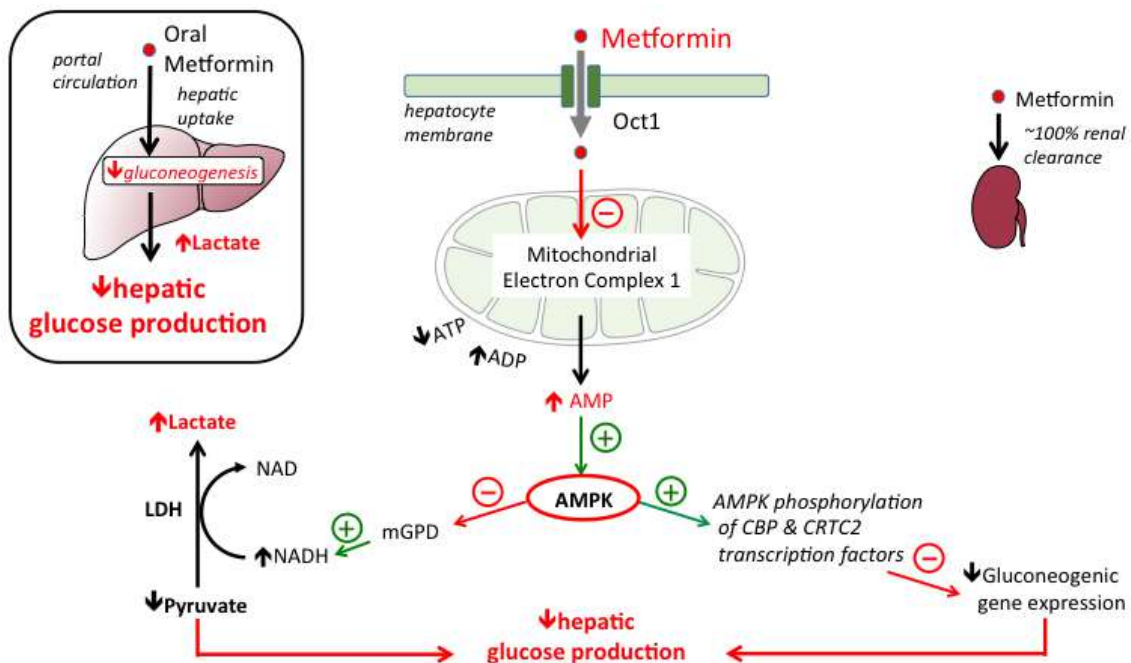 Oral
Metformin
portal
circulation
hepatic
uptake
gluconeogenesis
Lactate
hepatic
glucose production
Metformin
hepatocyte
membrane
Oct1
Mitochondrial
Electron Complex 1
ATP
ADP
AMP
AMPK
Metformin
~100% renal
clearance
Lactate
NAD
LDH
NADH
Pyruvate
mGPD
AMPK phosphorylation
of CBP & CRTC2
transcription factors
Gluconeogenic
gene expression
hepatic
glucose production